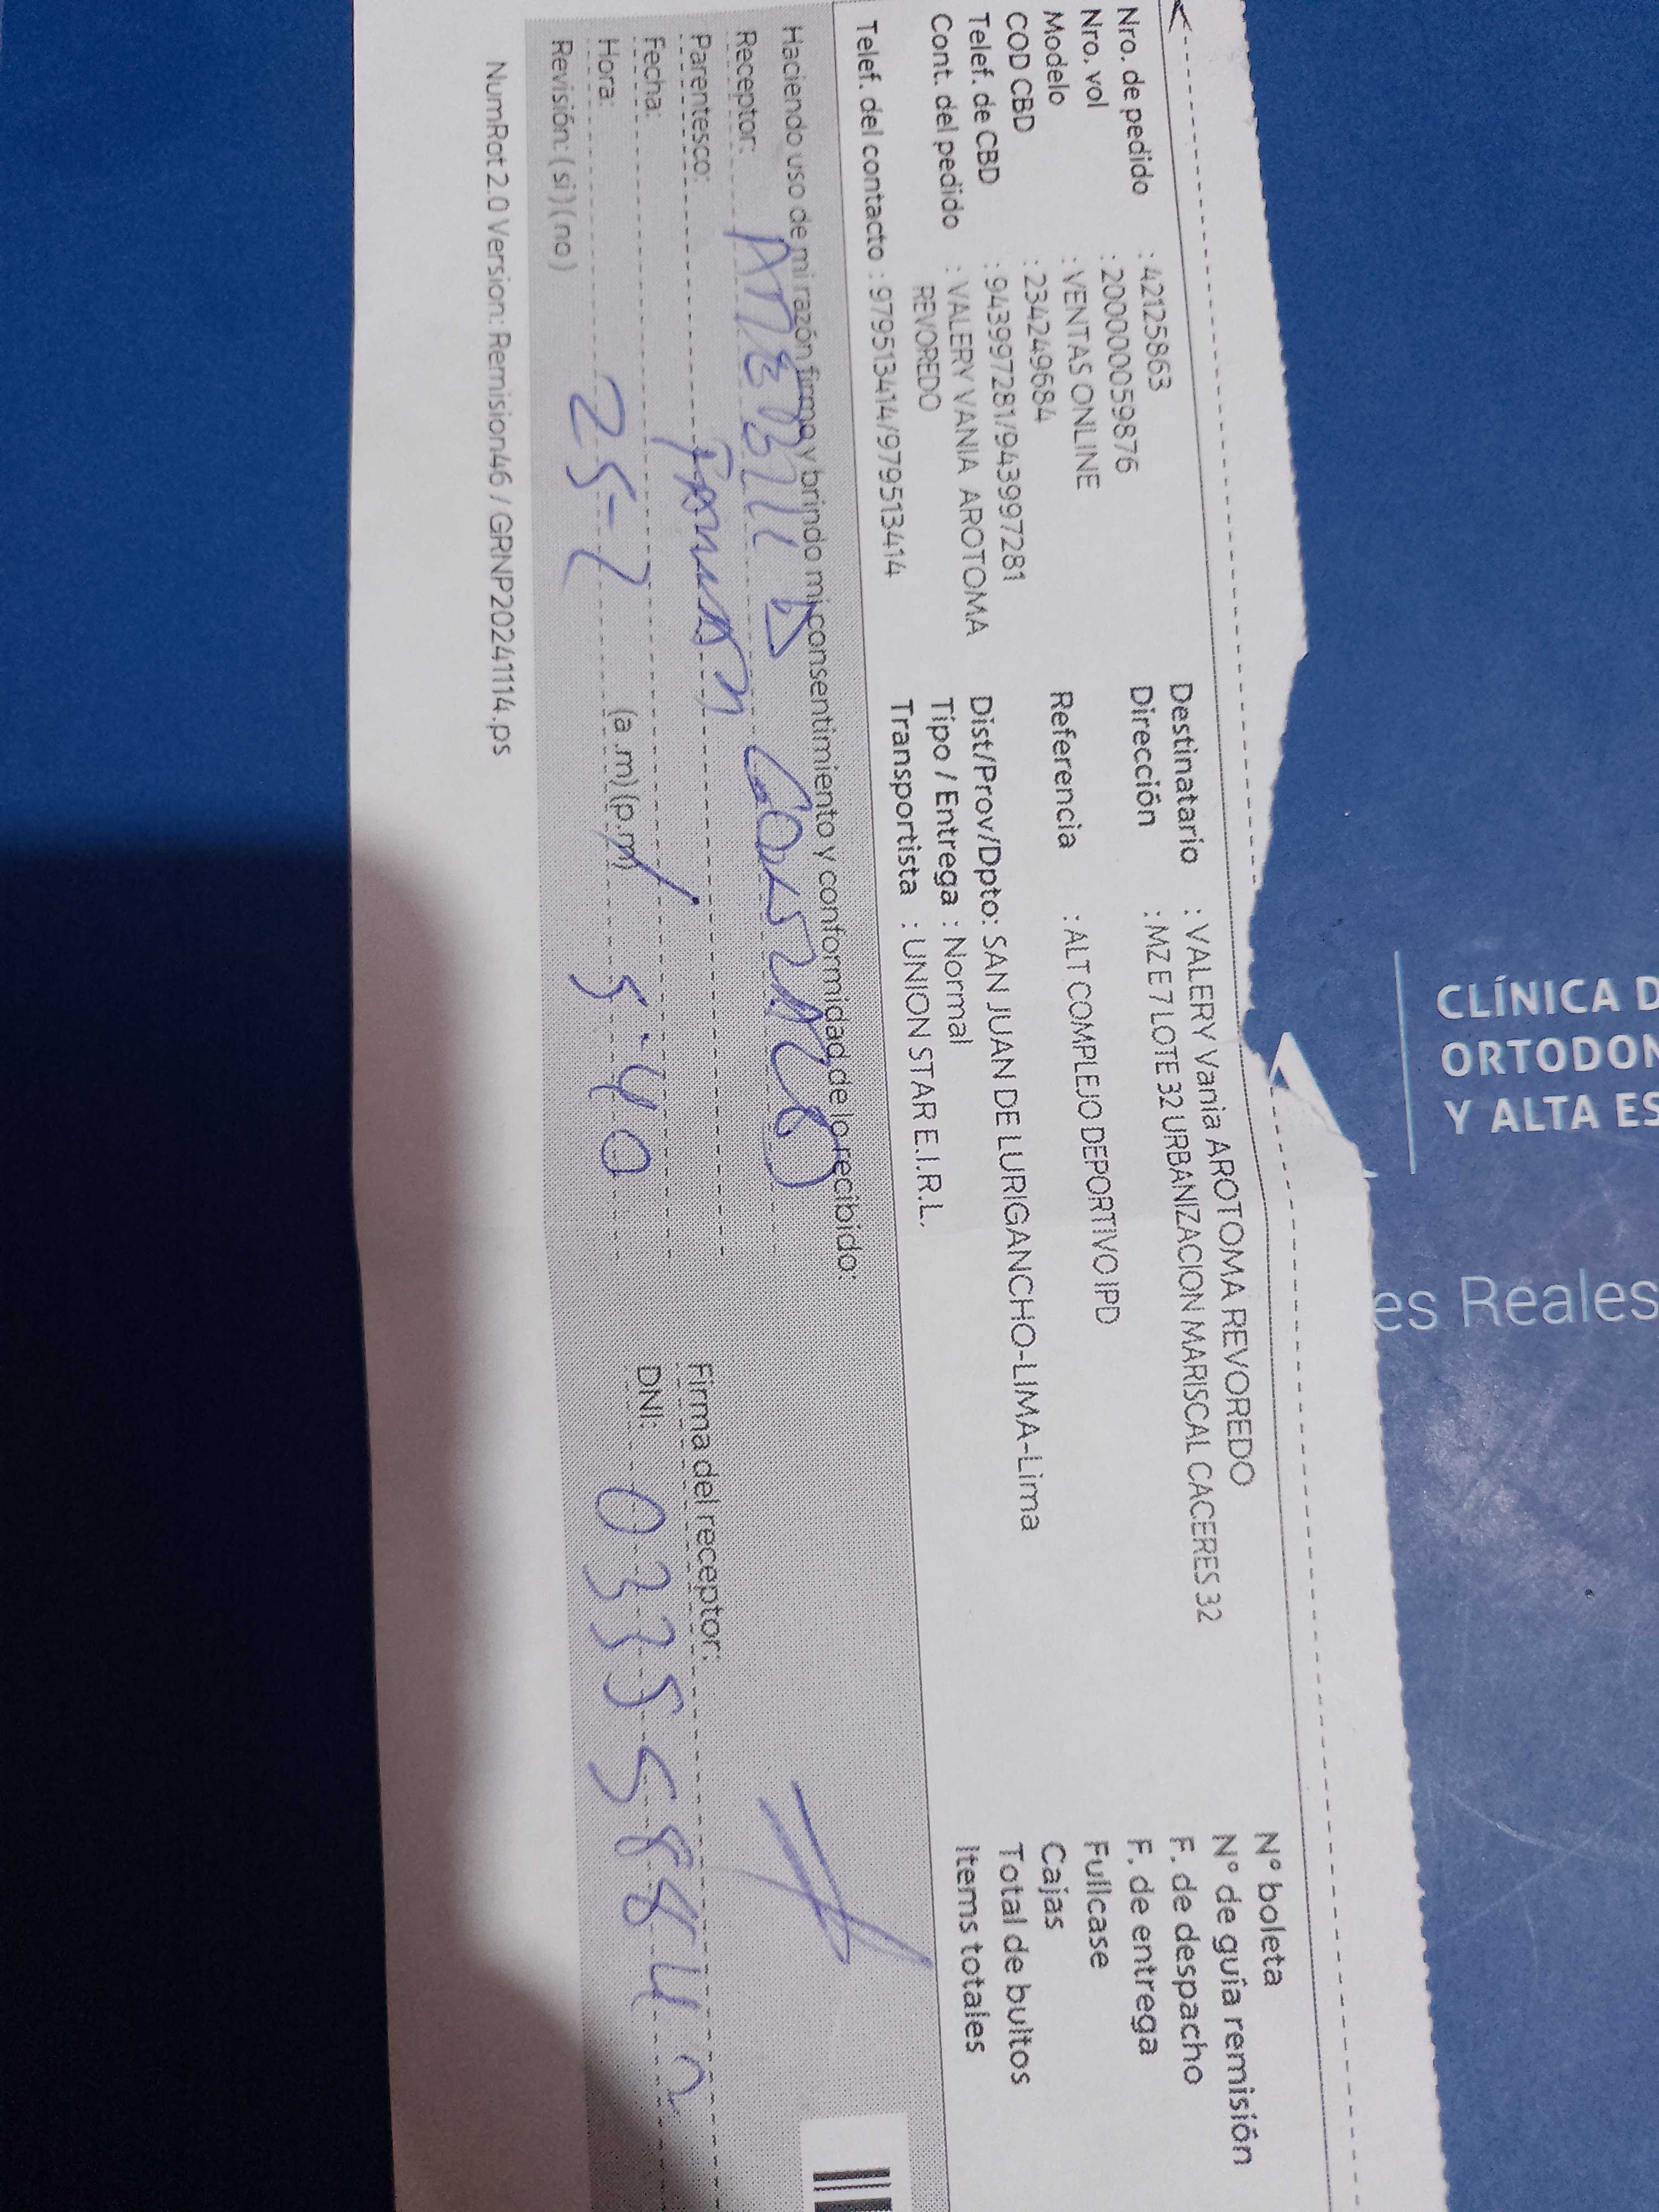 Nro. de pedido : 42125863
Nro. vol : 2000000059876
Modelo : VENTAS ONLINE
COD CBD : 234249684
Telef. de CBD : 943997281/943997281
Cont. del pedido : VALERY VANIA AROTOMA
REVOREDO
Telef. del contacto : 979513414/979513414
Destinatario : VALERY Vania AROTOMA REVOREDO
Dirección : MZ E 7 LOTE 32 URBANIZACION MARISCAL CACERES 32
Referencia : ALT COMPLEJO DEPORTIVO IPD
Dist/Prov/Dpto: SAN JUAN DE LURIGANCHO-LIMA-Lima
Tipo / Entrega : Normal
Transportista : UNION STAR E.I.R.L.
N° boleta
N° de guía remisión
F. de despacho
F. de entrega
Fullcase
Cajas
Total de bultos
Items totales
Haciendo uso de mi razón firmo y brindo mi consentimiento y conformidad de lo recibido:
Receptor:
Parentesco:
Fecha: 25-7
Hora: (a.m)(p.m) 5:40
Revisión: (si)(no)
Firma del receptor:
DNI: 0335584
NumRot 2.0 Version: Remision46 / GRNP20241114.ps
CLÍNICA D
ORTODON
Y ALTA ES
es Reales